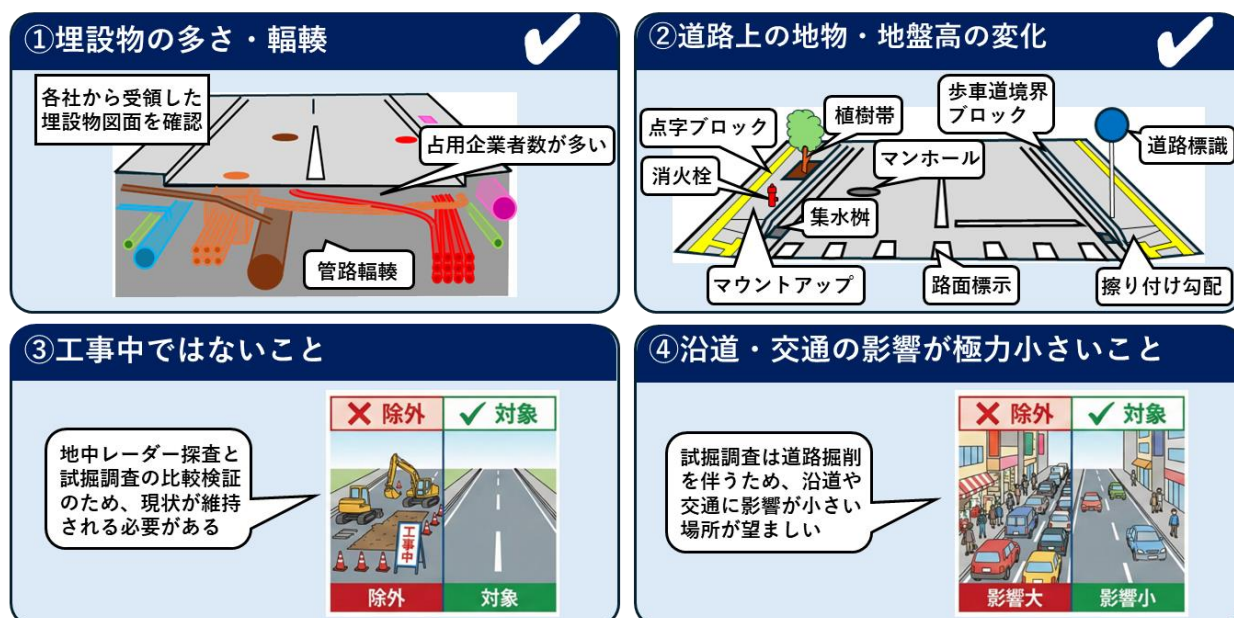 ①埋設物の多さ・輻輳
各社から受領した
埋設物図面を確認
占用企業者数が多い
管路輻輳
②道路上の地物・地盤高の変化
点字ブロック
植樹帯
歩車道境界
ブロック
道路標識
消火栓
マンホール
集水桝
マウントアップ
路面標示
擦り付け勾配
③工事中ではないこと
地中レーダー探査と
試掘調査の比較検証
のため、現状が維持
される必要がある
✕ 除外
✓ 対象
工事中
除外
対象
④沿道・交通の影響が極力小さいこと
試掘調査は道路掘削
を伴うため、沿道や
交通に影響が小さい
場所が望ましい
✕ 除外
✓ 対象
影響大
影響小